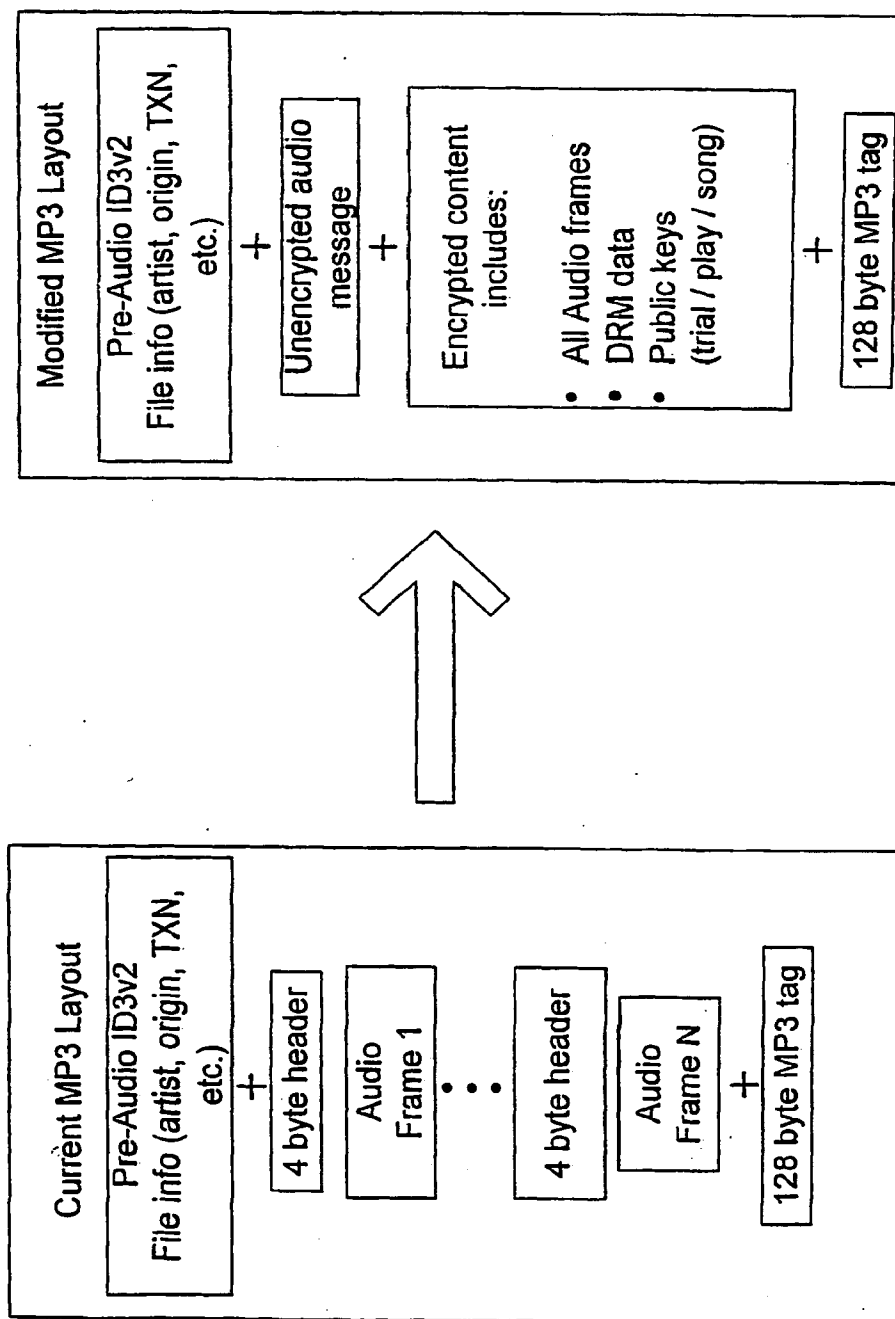 Current MP3 Layout
Pre-Audio ID3v2
File info (artist, origin, TXN,
etc.)
+
4 byte header
Audio
Frame 1
• • •
4 byte header
Audio
Frame N
+
128 byte MP3 tag
Modified MP3 Layout
Pre-Audio ID3v2
File info (artist, origin, TXN,
etc.)
+
Unencrypted audio
message
+
Encrypted content
includes:
• All Audio frames
• DRM data
• Public keys
(trial / play / song)
+
128 byte MP3 tag